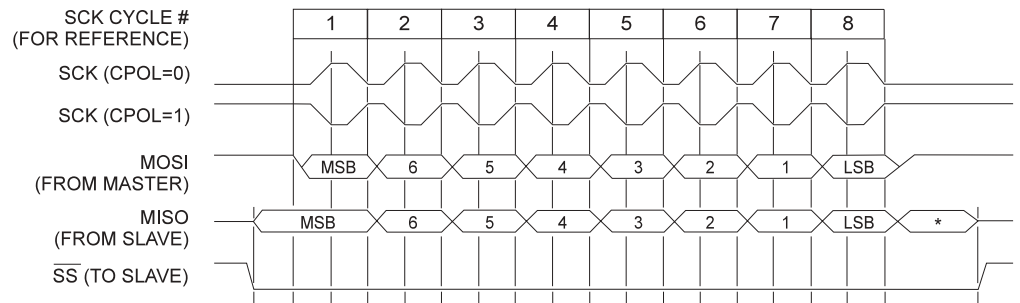 SCK CYCLE #
(FOR REFERENCE)
1 2 3 4 5 6 7 8
SCK (CPOL=0)
SCK (CPOL=1)
MOSI
(FROM MASTER)
MSB 6 5 4 3 2 1 LSB
MISO
(FROM SLAVE)
MSB 6 5 4 3 2 1 LSB *
SS (TO SLAVE)